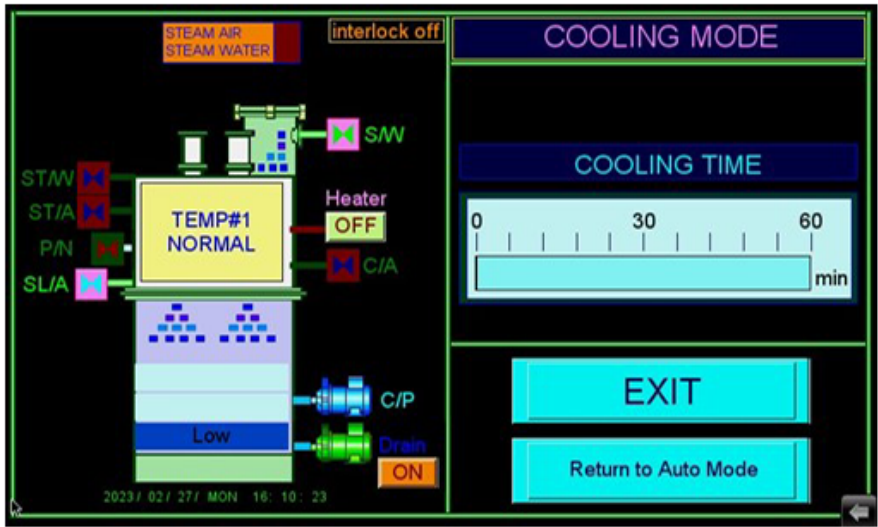 STEAM AIR
STEAM WATER
interlock off
COOLING MODE
S/W
ST/W
ST/A
P/N
SL/A
TEMP#1
NORMAL
Heater
OFF
C/A
COOLING TIME
0 30 60
min
C/P
Low
Drain
ON
EXIT
Return to Auto Mode
2023/ 02/ 27/ MON 16: 10: 23